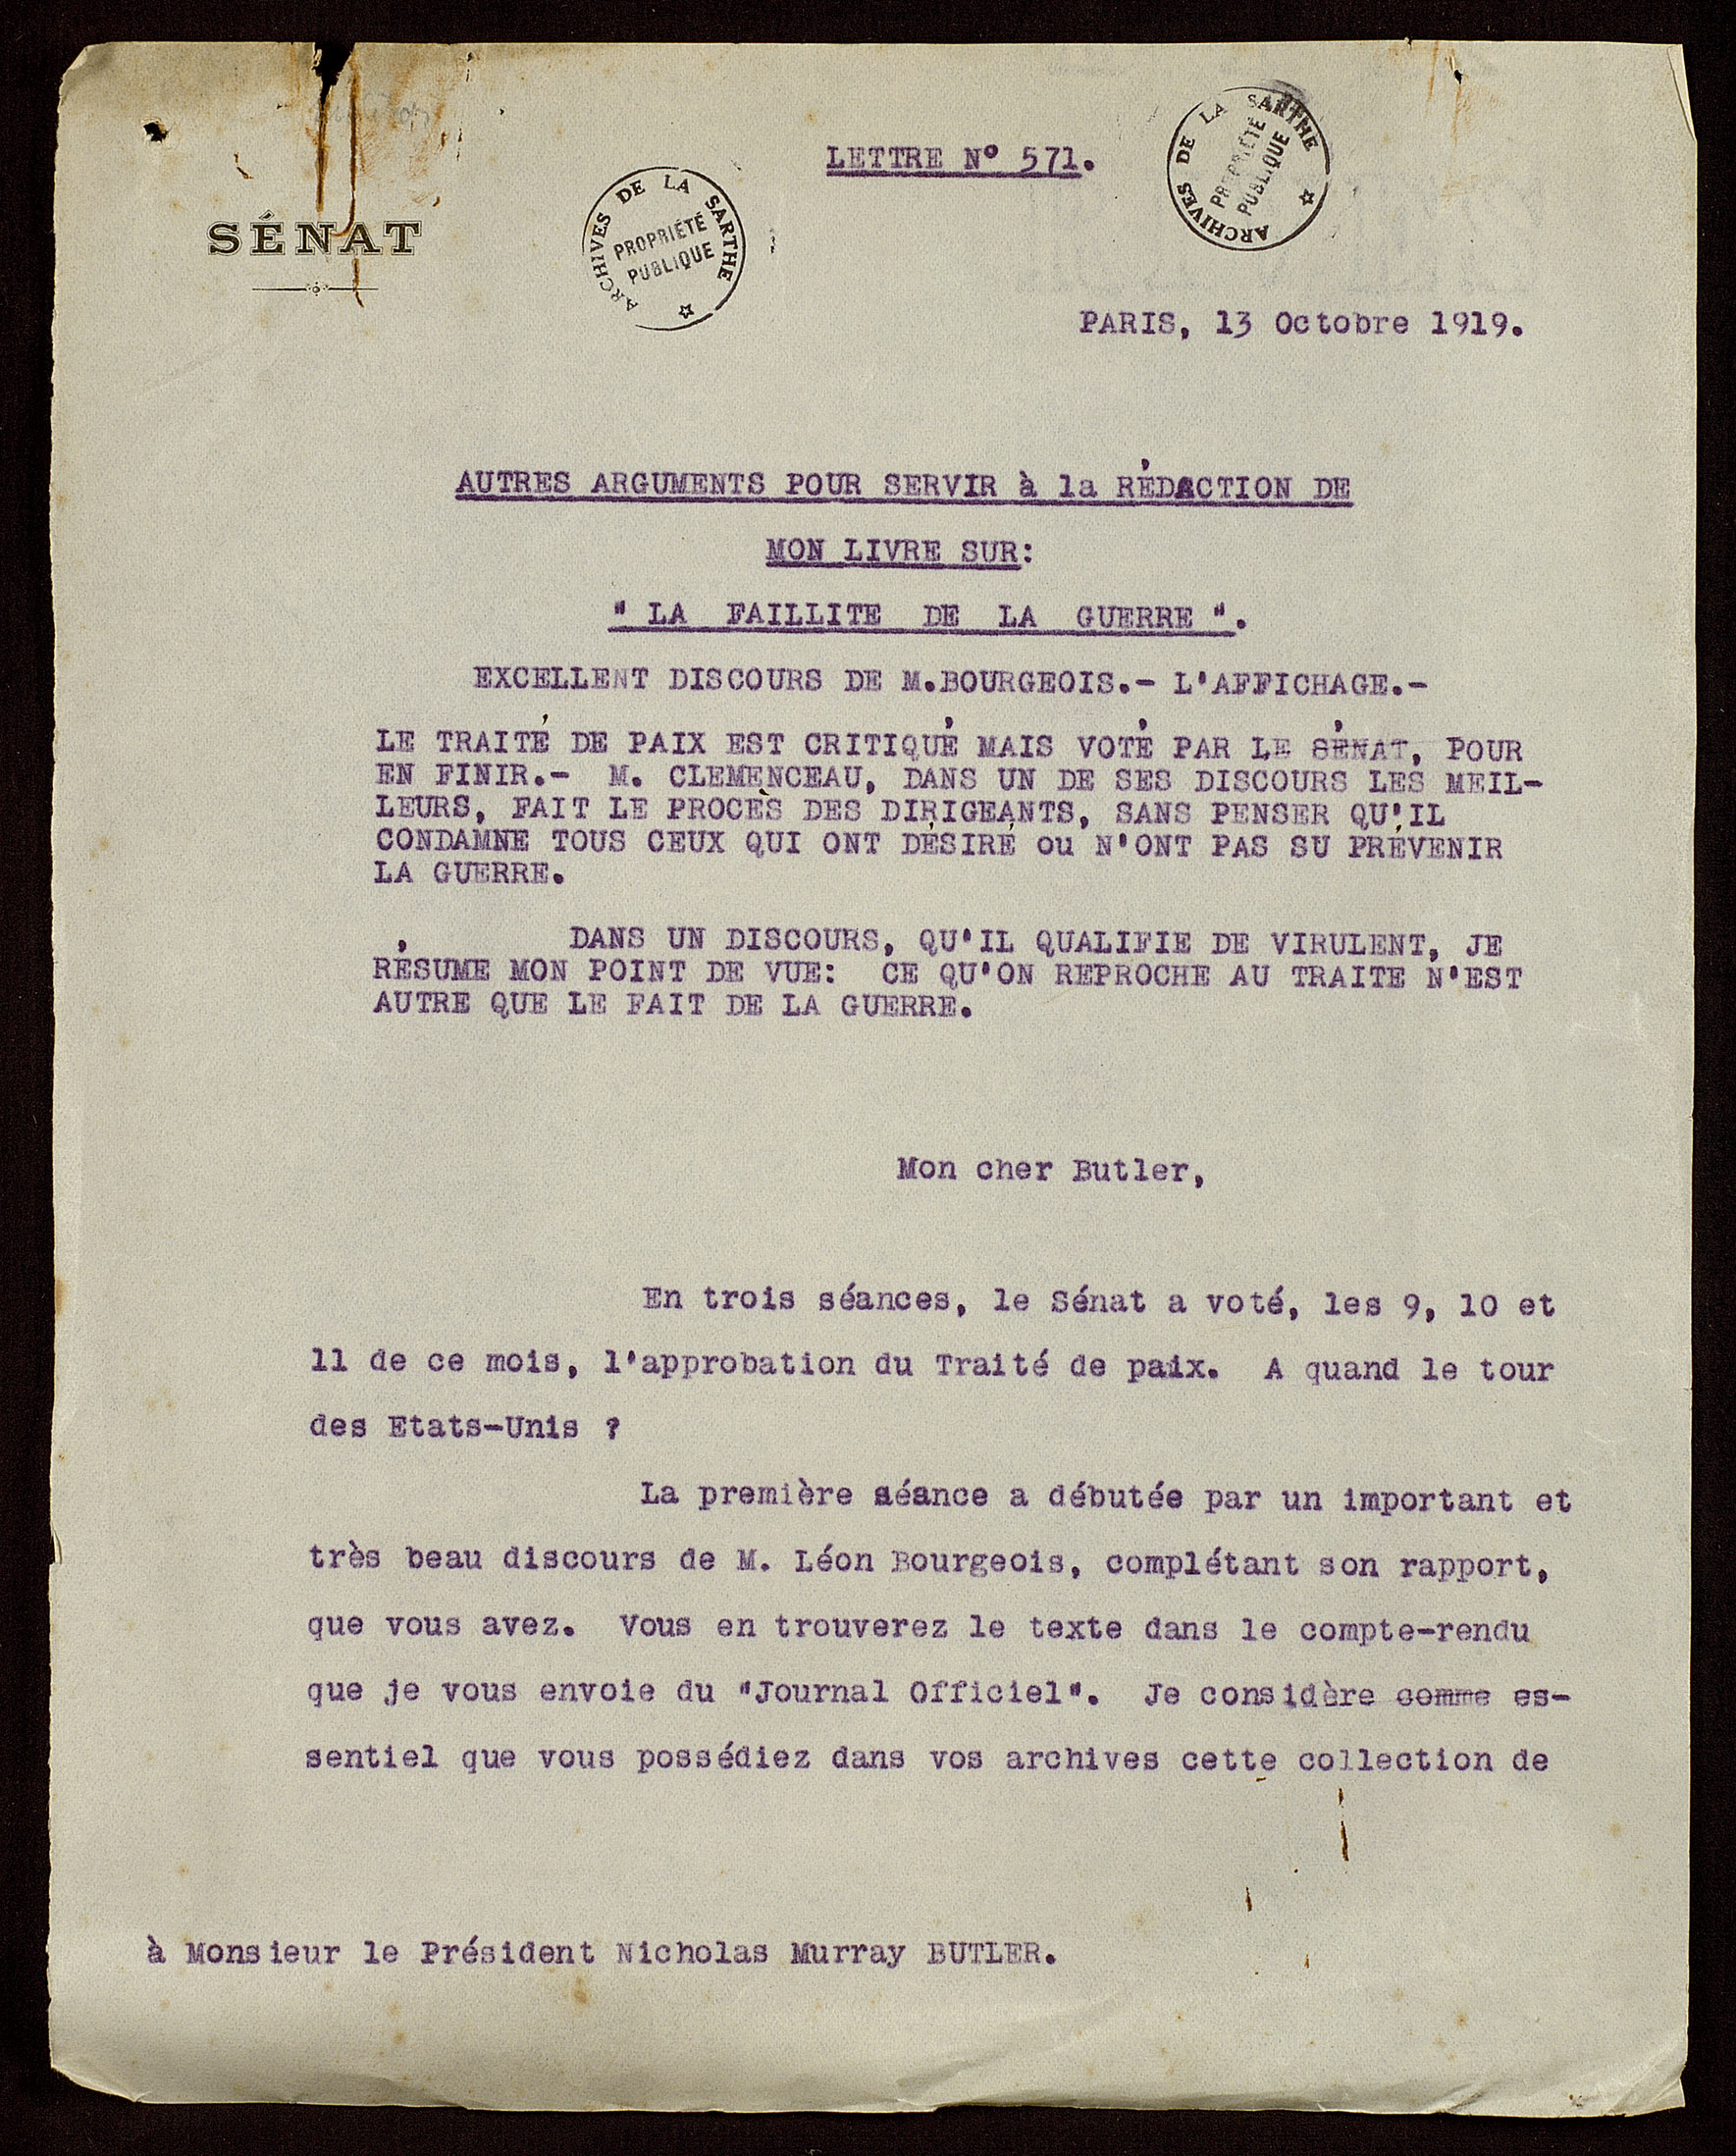 LETTRE N° 571.
ARCHIVES DE LA SARTHE
PROPRIÉTÉ
PUBLIQUE
SÉNAT
ARCHIVES DE LA SARTHE
PROPRIÉTÉ
PUBLIQUE
PARIS, 13 Octobre 1919.
AUTRES ARGUMENTS POUR SERVIR à la RÉDACTION DE
MON LIVRE SUR:
" LA FAILLITE DE LA GUERRE ".
EXCELLENT DISCOURS DE M.BOURGEOIS.- L'AFFICHAGE.-
LE TRAITÉ DE PAIX EST CRITIQUÉ MAIS VOTÉ PAR LE SÉNAT, POUR
EN FINIR.- M. CLEMENCEAU, DANS UN DE SES DISCOURS LES MEIL-
LEURS, FAIT LE PROCÈS DES DIRIGEANTS, SANS PENSER QU'IL
CONDAMNE TOUS CEUX QUI ONT DÉSIRÉ ou N'ONT PAS SU PRÉVENIR
LA GUERRE.
DANS UN DISCOURS, QU'IL QUALIFIE DE VIRULENT, JE
RÉSUME MON POINT DE VUE: CE QU'ON REPROCHE AU TRAITE N'EST
AUTRE QUE LE FAIT DE LA GUERRE.
Mon cher Butler,
En trois séances, le Sénat a voté, les 9, 10 et
11 de ce mois, l'approbation du Traité de paix. A quand le tour
des Etats-Unis ?
La première séance a débutée par un important et
très beau discours de M. Léon Bourgeois, complétant son rapport,
que vous avez. Vous en trouverez le texte dans le compte-rendu
que je vous envoie du "Journal Officiel". Je considère comme es-
sentiel que vous possédiez dans vos archives cette collection de
à Monsieur le Président Nicholas Murray BUTLER.